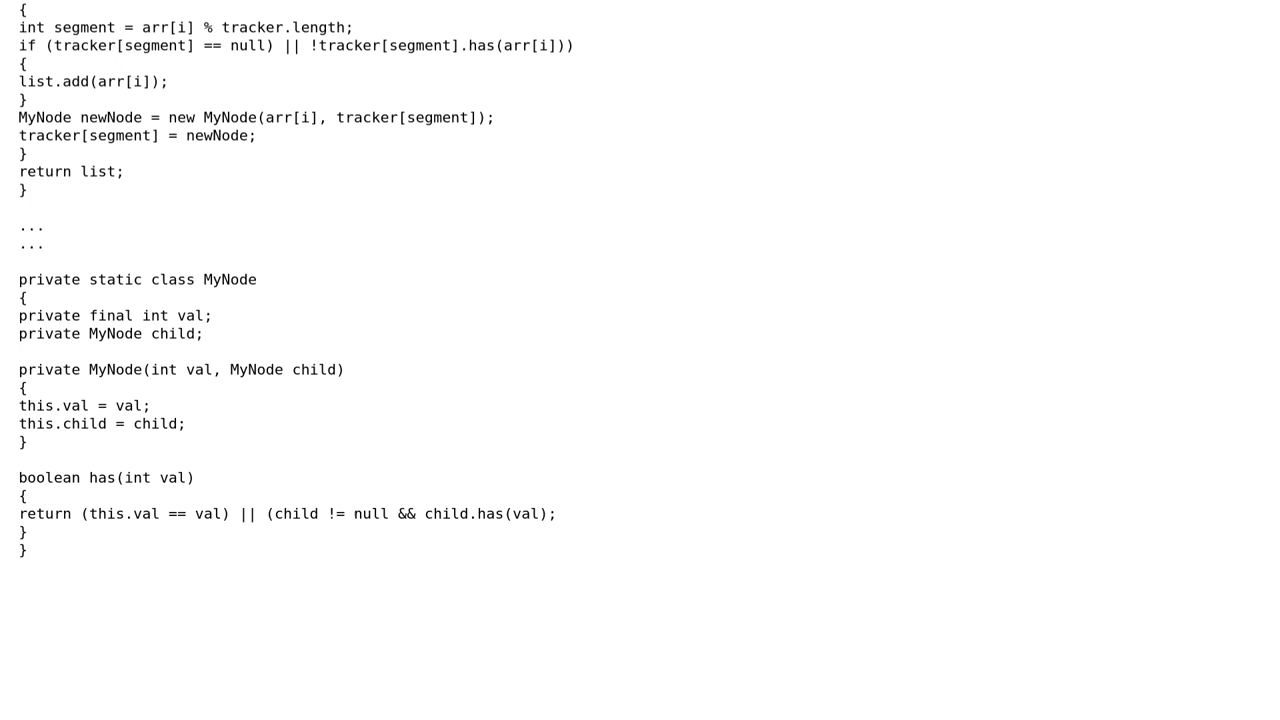 {
int segment = arr[i] % tracker.length;
if (tracker[segment] == null) || !tracker[segment].has(arr[i]))
{
list.add(arr[i]);
}
MyNode newNode = new MyNode(arr[i], tracker[segment]);
tracker[segment] = newNode;
}
return list;
}
...
...
private static class MyNode
{
private final int val;
private MyNode child;
private MyNode(int val, MyNode child)
{
this.val = val;
this.child = child;
}
boolean has(int val)
{
return (this.val == val) || (child != null && child.has(val);
}
}